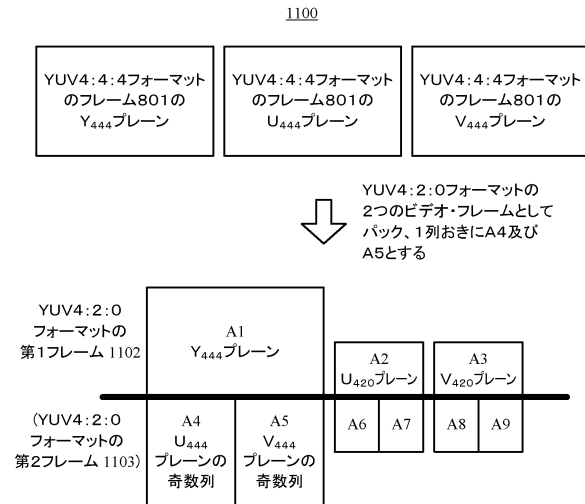 1100
YUV4:4:4フォーマット
のフレーム801の
Y₄₄₄プレーン
YUV4:4:4フォーマット
のフレーム801の
U₄₄₄プレーン
YUV4:4:4フォーマット
のフレーム801の
V₄₄₄プレーン
YUV4:2:0フォーマットの
2つのビデオ・フレームとして
パック、1列おきにA4及び
A5とする
YUV4:2:0
フォーマットの
第1フレーム 1102
A1
Y₄₄₄プレーン
A2
U₄₂₀プレーン
A3
V₄₂₀プレーン
(YUV4:2:0
フォーマットの
第2フレーム 1103)
A4
U₄₄₄
プレーンの
奇数列
A5
V₄₄₄
プレーンの
奇数列
A6
A7
A8
A9